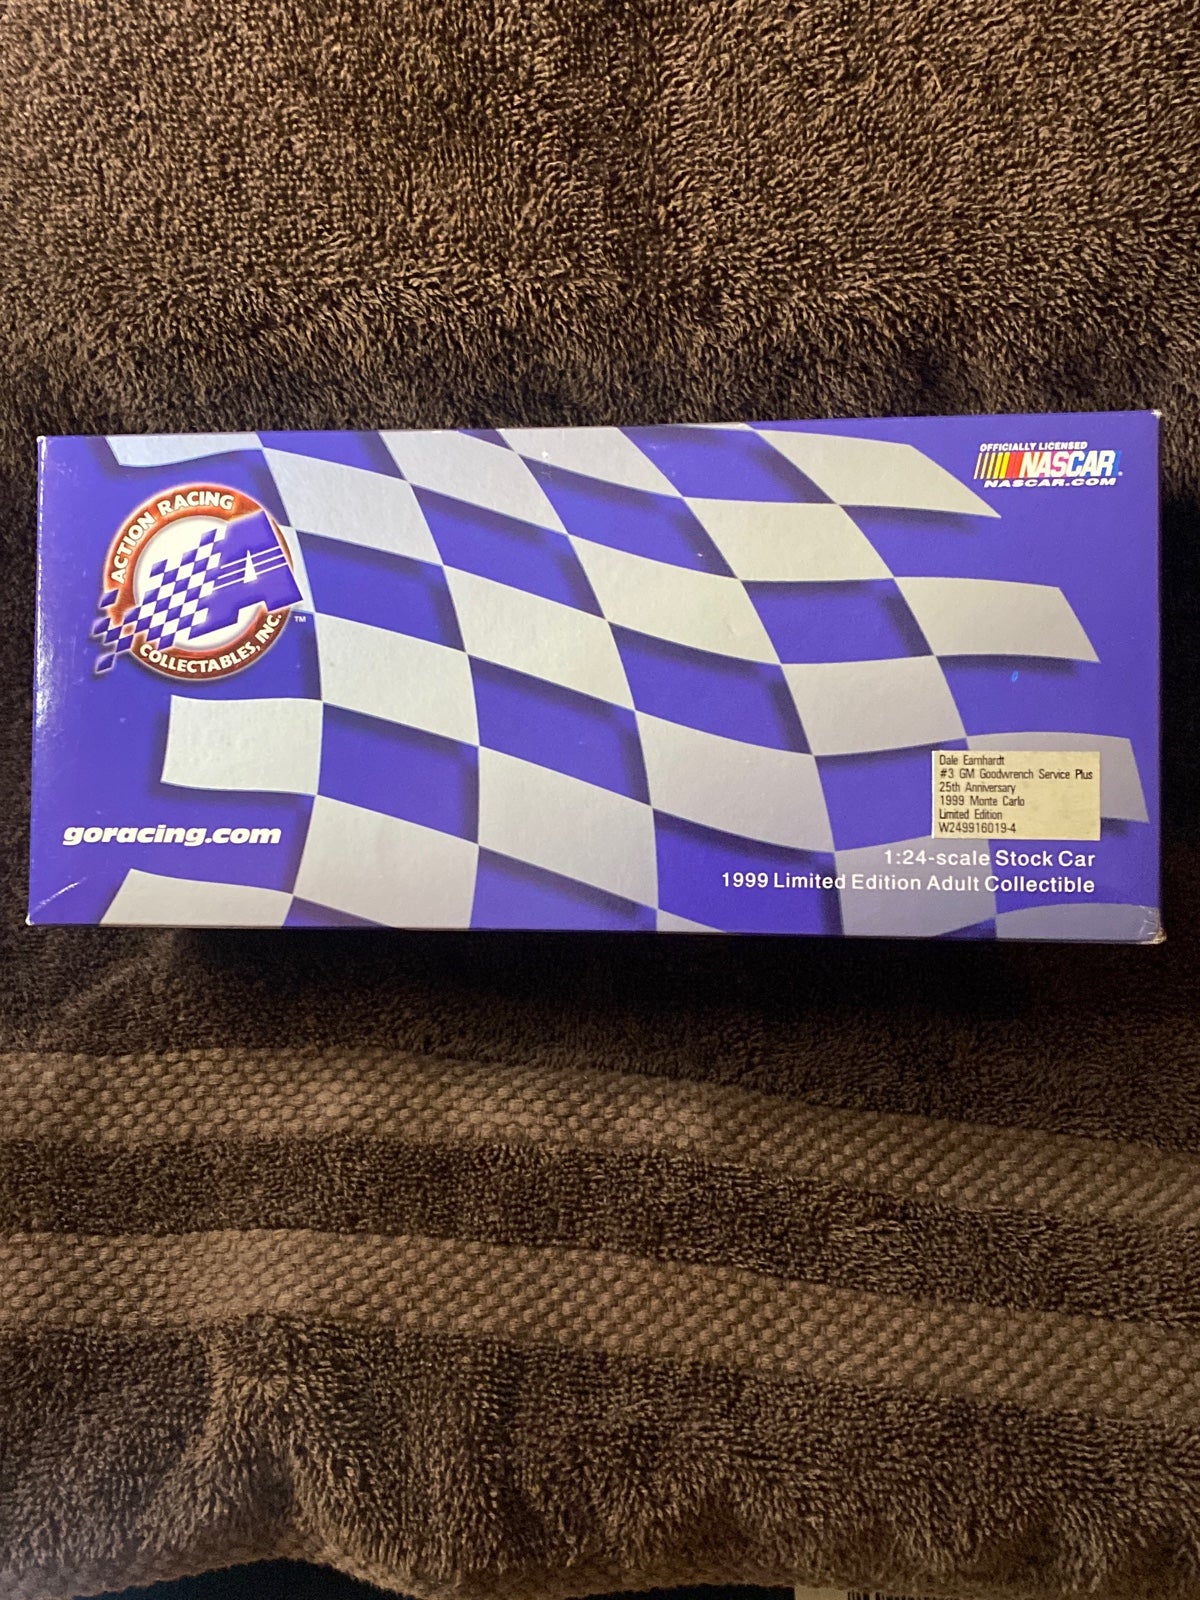 OFFICIALLY LICENSED
NASCAR
NASCAR.COM
ACTION RACING
A
COLLECTABLES, INC.
TM
goracing.com
Dale Earnhardt
#3 GM Goodwrench Service Plus
25th Anniversary
1999 Monte Carlo
Limited Edition
W249916019-4
1:24-scale Stock Car
1999 Limited Edition Adult Collectible